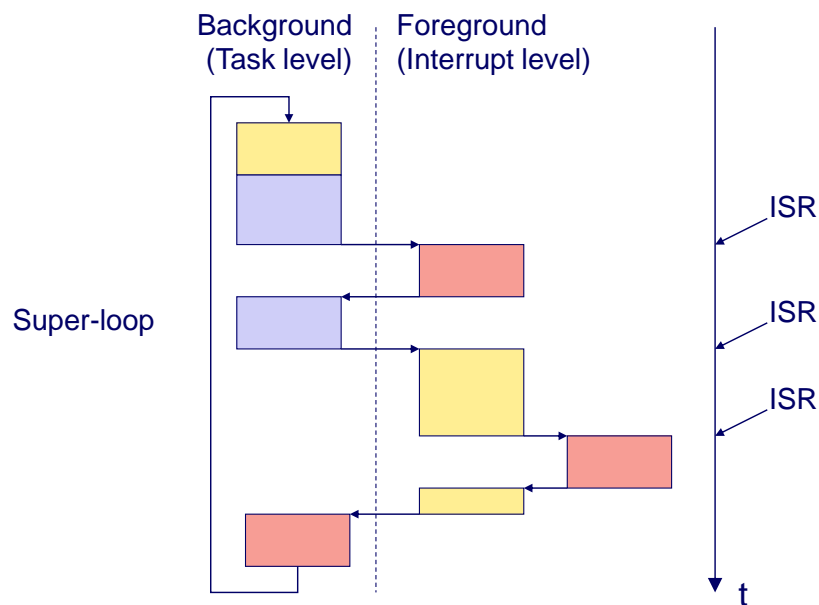 Background
(Task level)
Foreground
(Interrupt level)
ISR
Super-loop
ISR
ISR
t